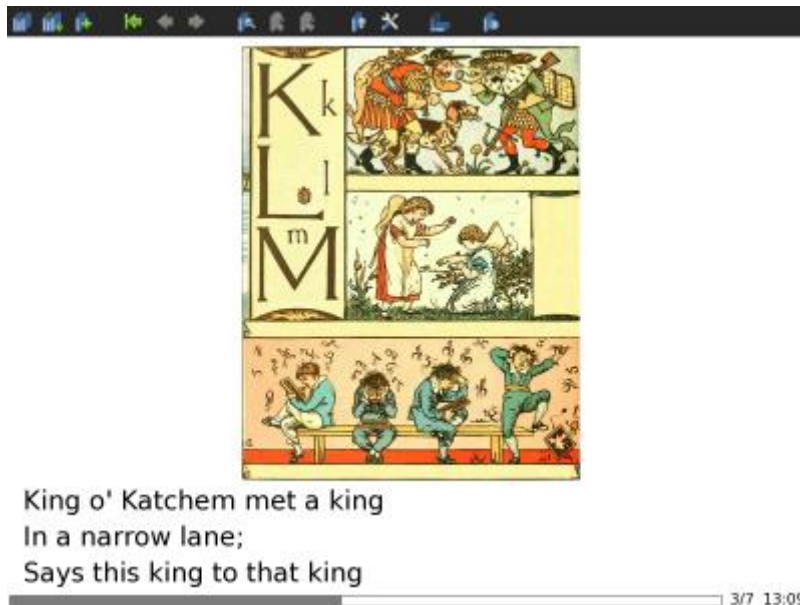 K k
L l
m
M
King o' Katchem met a king
In a narrow lane;
Says this king to that king
3/7 13:09